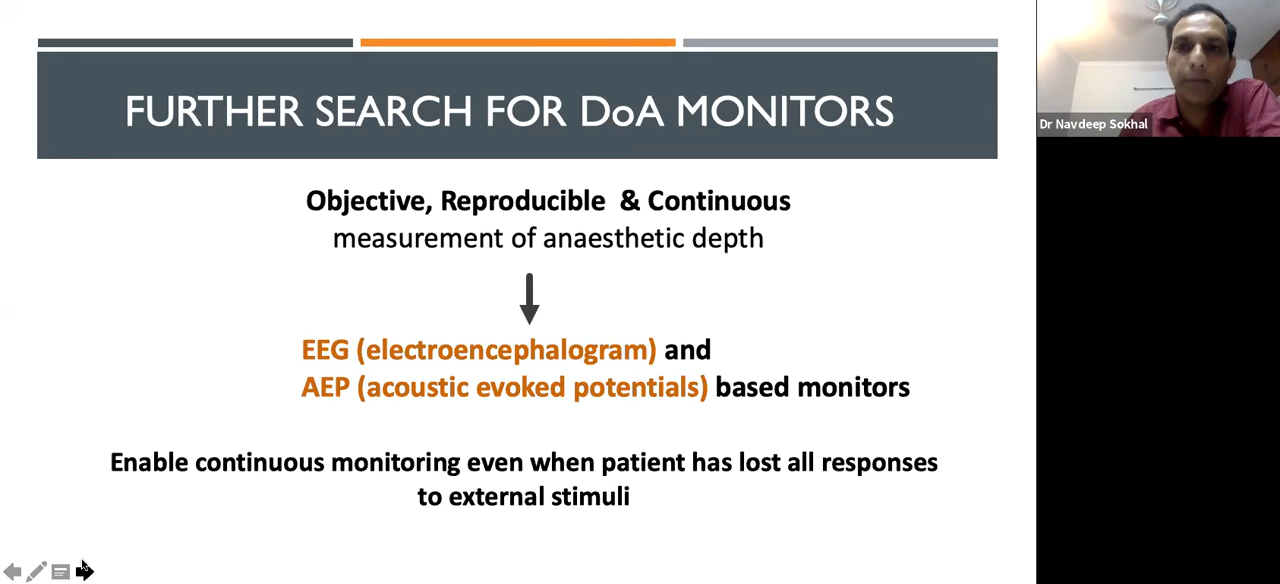 FURTHER SEARCH FOR DoA MONITORS
Objective, Reproducible & Continuous
measurement of anaesthetic depth
EEG (electroencephalogram) and
AEP (acoustic evoked potentials) based monitors
Enable continuous monitoring even when patient has lost all responses
to external stimuli
Dr Navdeep Sokhal